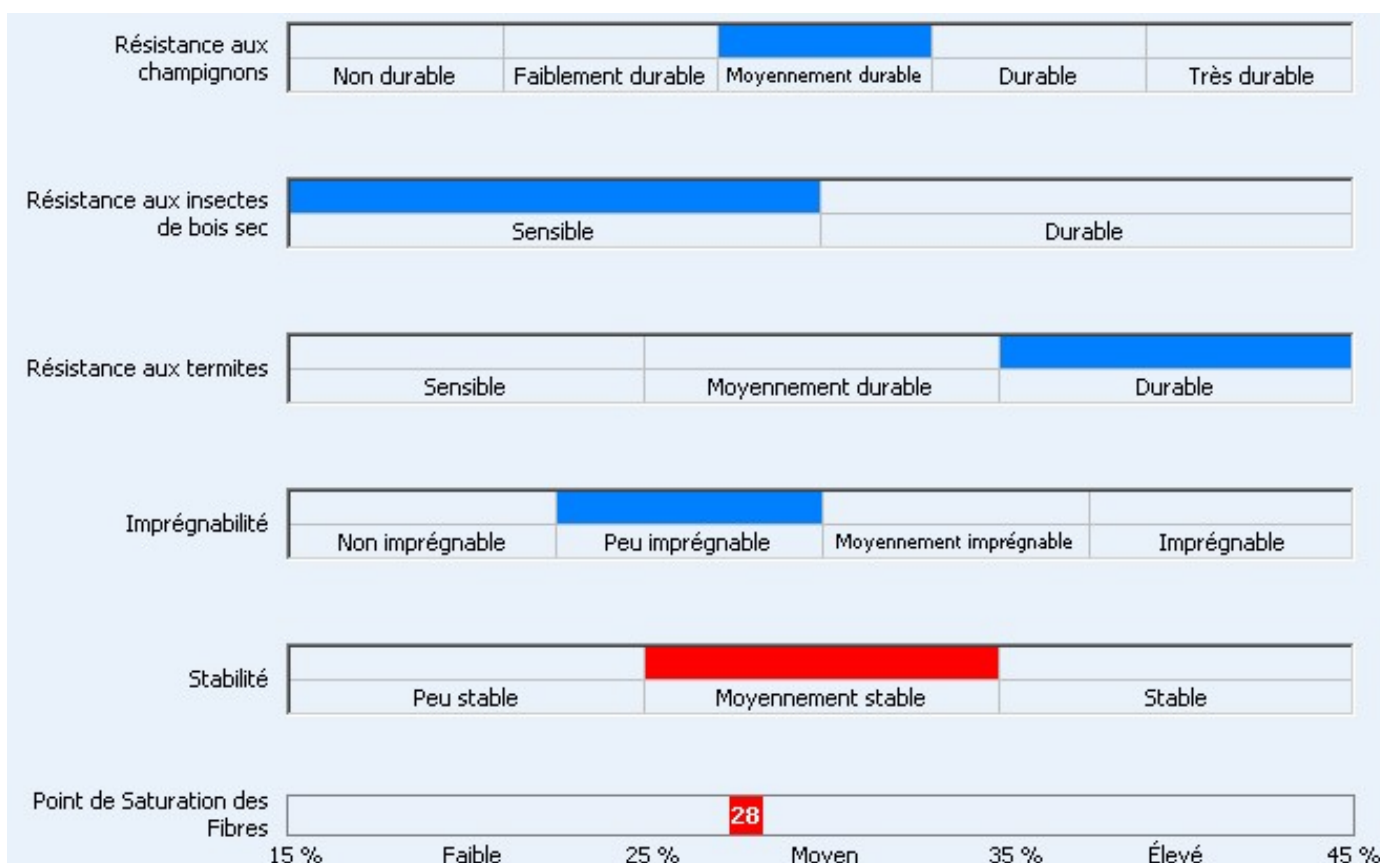 Résistance aux
champignons
Non durable Faiblement durable Moyennement durable Durable Très durable
Résistance aux insectes
de bois sec
Sensible Durable
Résistance aux termites
Sensible Moyennement durable Durable
Imprégnabilité
Non imprégnable Peu imprégnable Moyennement imprégnable Imprégnable
Stabilité
Peu stable Moyennement stable Stable
Point de Saturation des
Fibres
28
15 % Faible 25 % Moyen 35 % Élevé 45 %